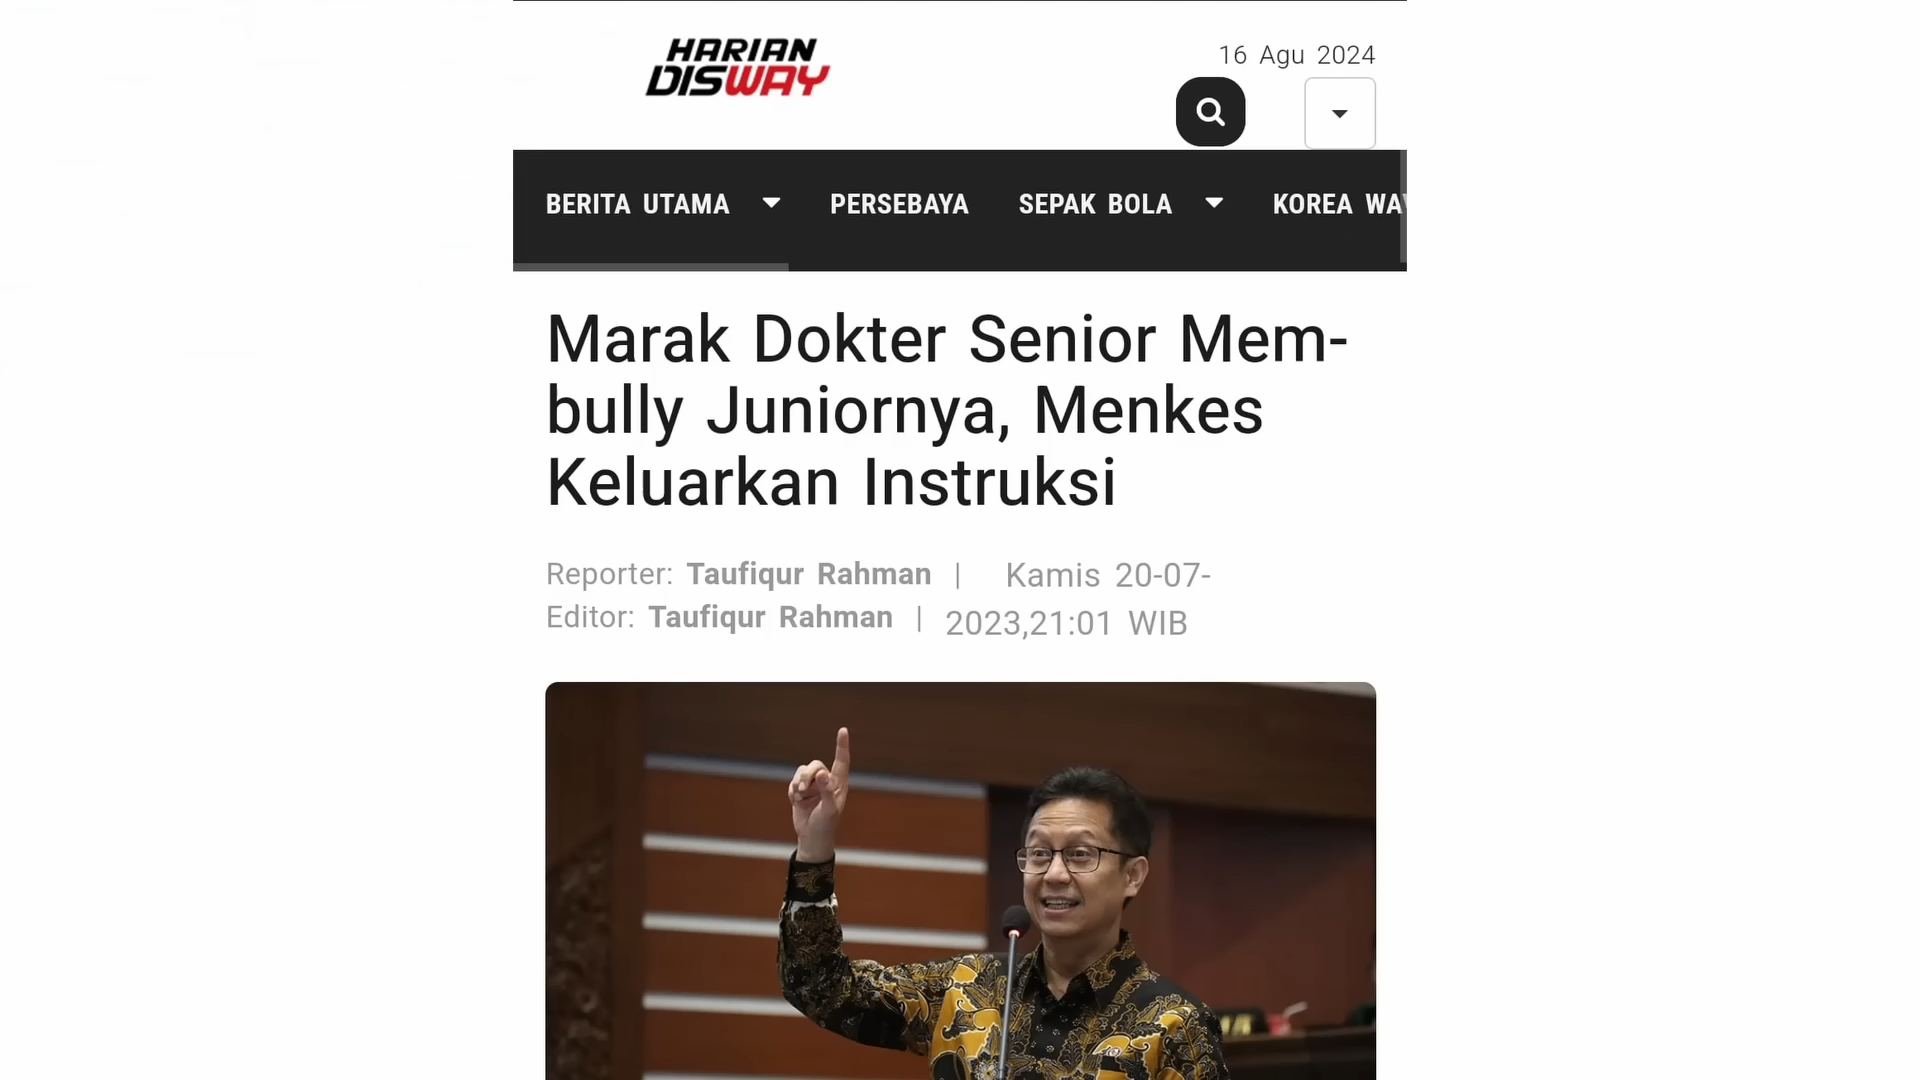 HARIAN
DISWAY
16 Agu 2024
BERITA UTAMA PERSEBAYA SEPAK BOLA KOREA WA
Marak Dokter Senior Mem-
bully Juniornya, Menkes
Keluarkan Instruksi
Reporter: Taufiqur Rahman | Kamis 20-07-
Editor: Taufiqur Rahman | 2023,21:01 WIB